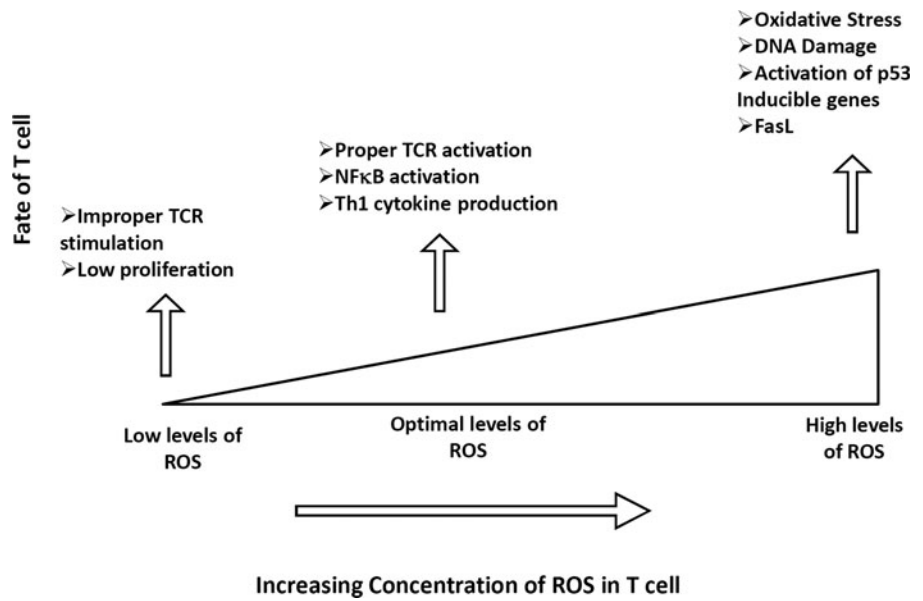 ➢Oxidative Stress
➢DNA Damage
➢Activation of p53
Inducible genes
➢FasL
➢Proper TCR activation
➢NFκB activation
➢Th1 cytokine production
➢Improper TCR
stimulation
➢Low proliferation
Fate of T cell
Low levels of
ROS
Optimal levels of
ROS
High levels
of ROS
Increasing Concentration of ROS in T cell